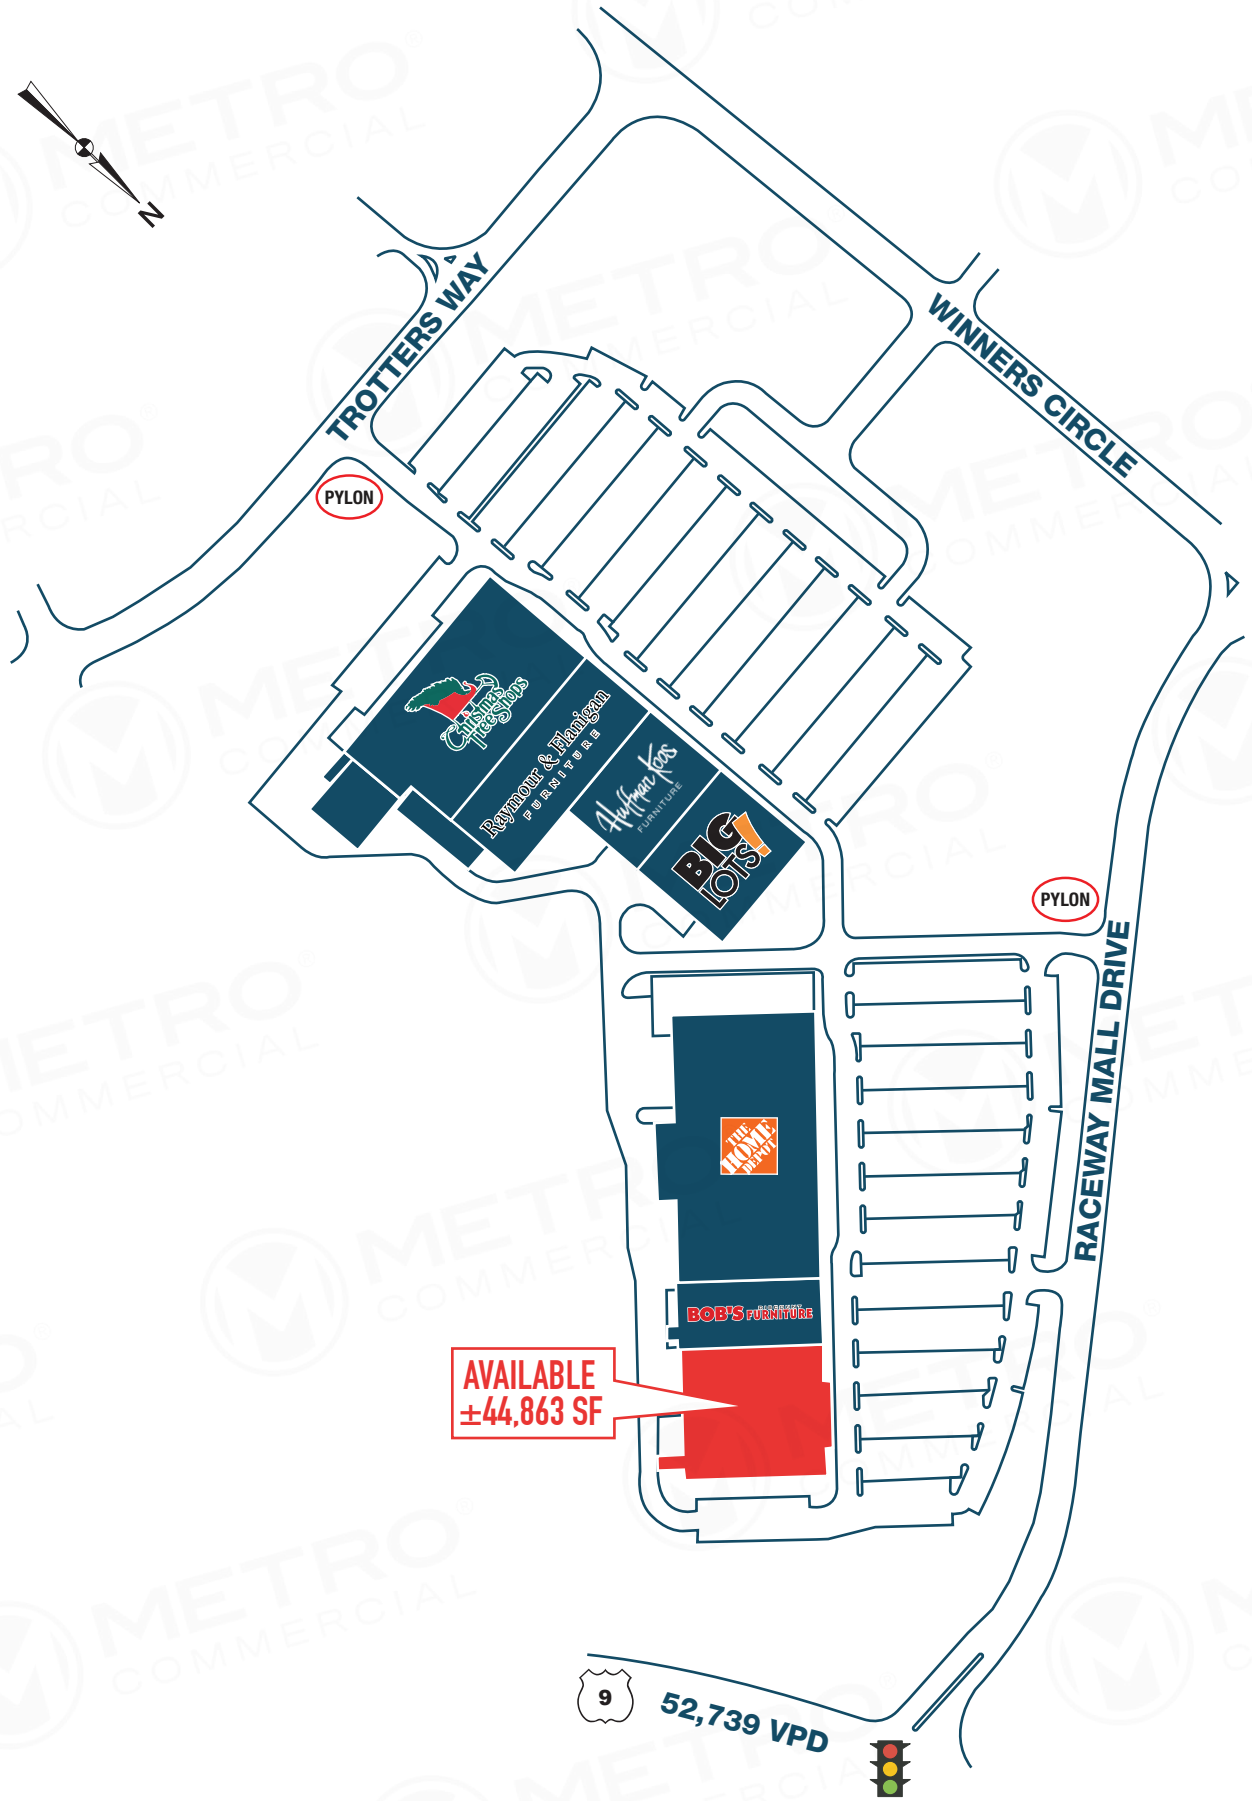 METRO
COMMERCIAL
N
TROTTERS WAY
WINNERS CIRCLE
PYLON
Christmas
Tree Shops
Raymour & Flanigan
FURNITURE
Huffman Koos
FURNITURE
BIG
LOTS!
PYLON
RACEWAY MALL DRIVE
THE
HOME
DEPOT
BOB'S DISCOUNT
FURNITURE
AVAILABLE
±44,863 SF
9
52,739 VPD